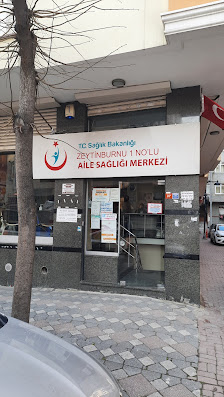 T.C. Sağlık Bakanlığı
ZEYTİNBURNU 1 NO'LU
AİLE SAĞLIĞI MERKEZİ